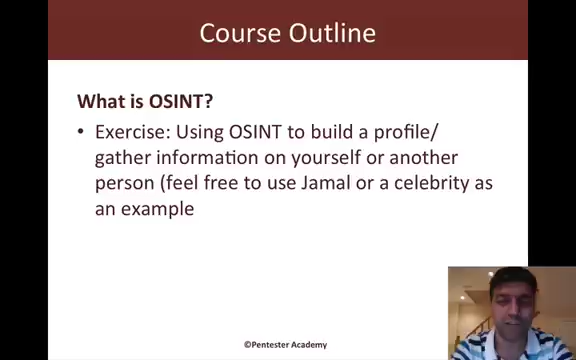 Course Outline
What is OSINT?
• Exercise: Using OSINT to build a profile/
gather information on yourself or another
person (feel free to use Jamal or a celebrity as
an example
©Pentester Academy